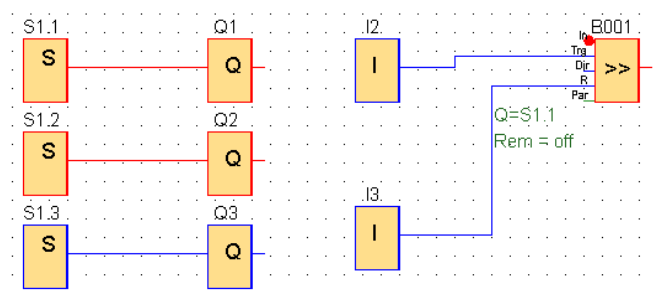 S1.1
S
Q1
Q
I2
I
B001
In
Trg
Dir
R
Par
>>
Q=S1.1
Rem = off
S1.2
S
Q2
Q
S1.3
S
Q3
Q
I3
I